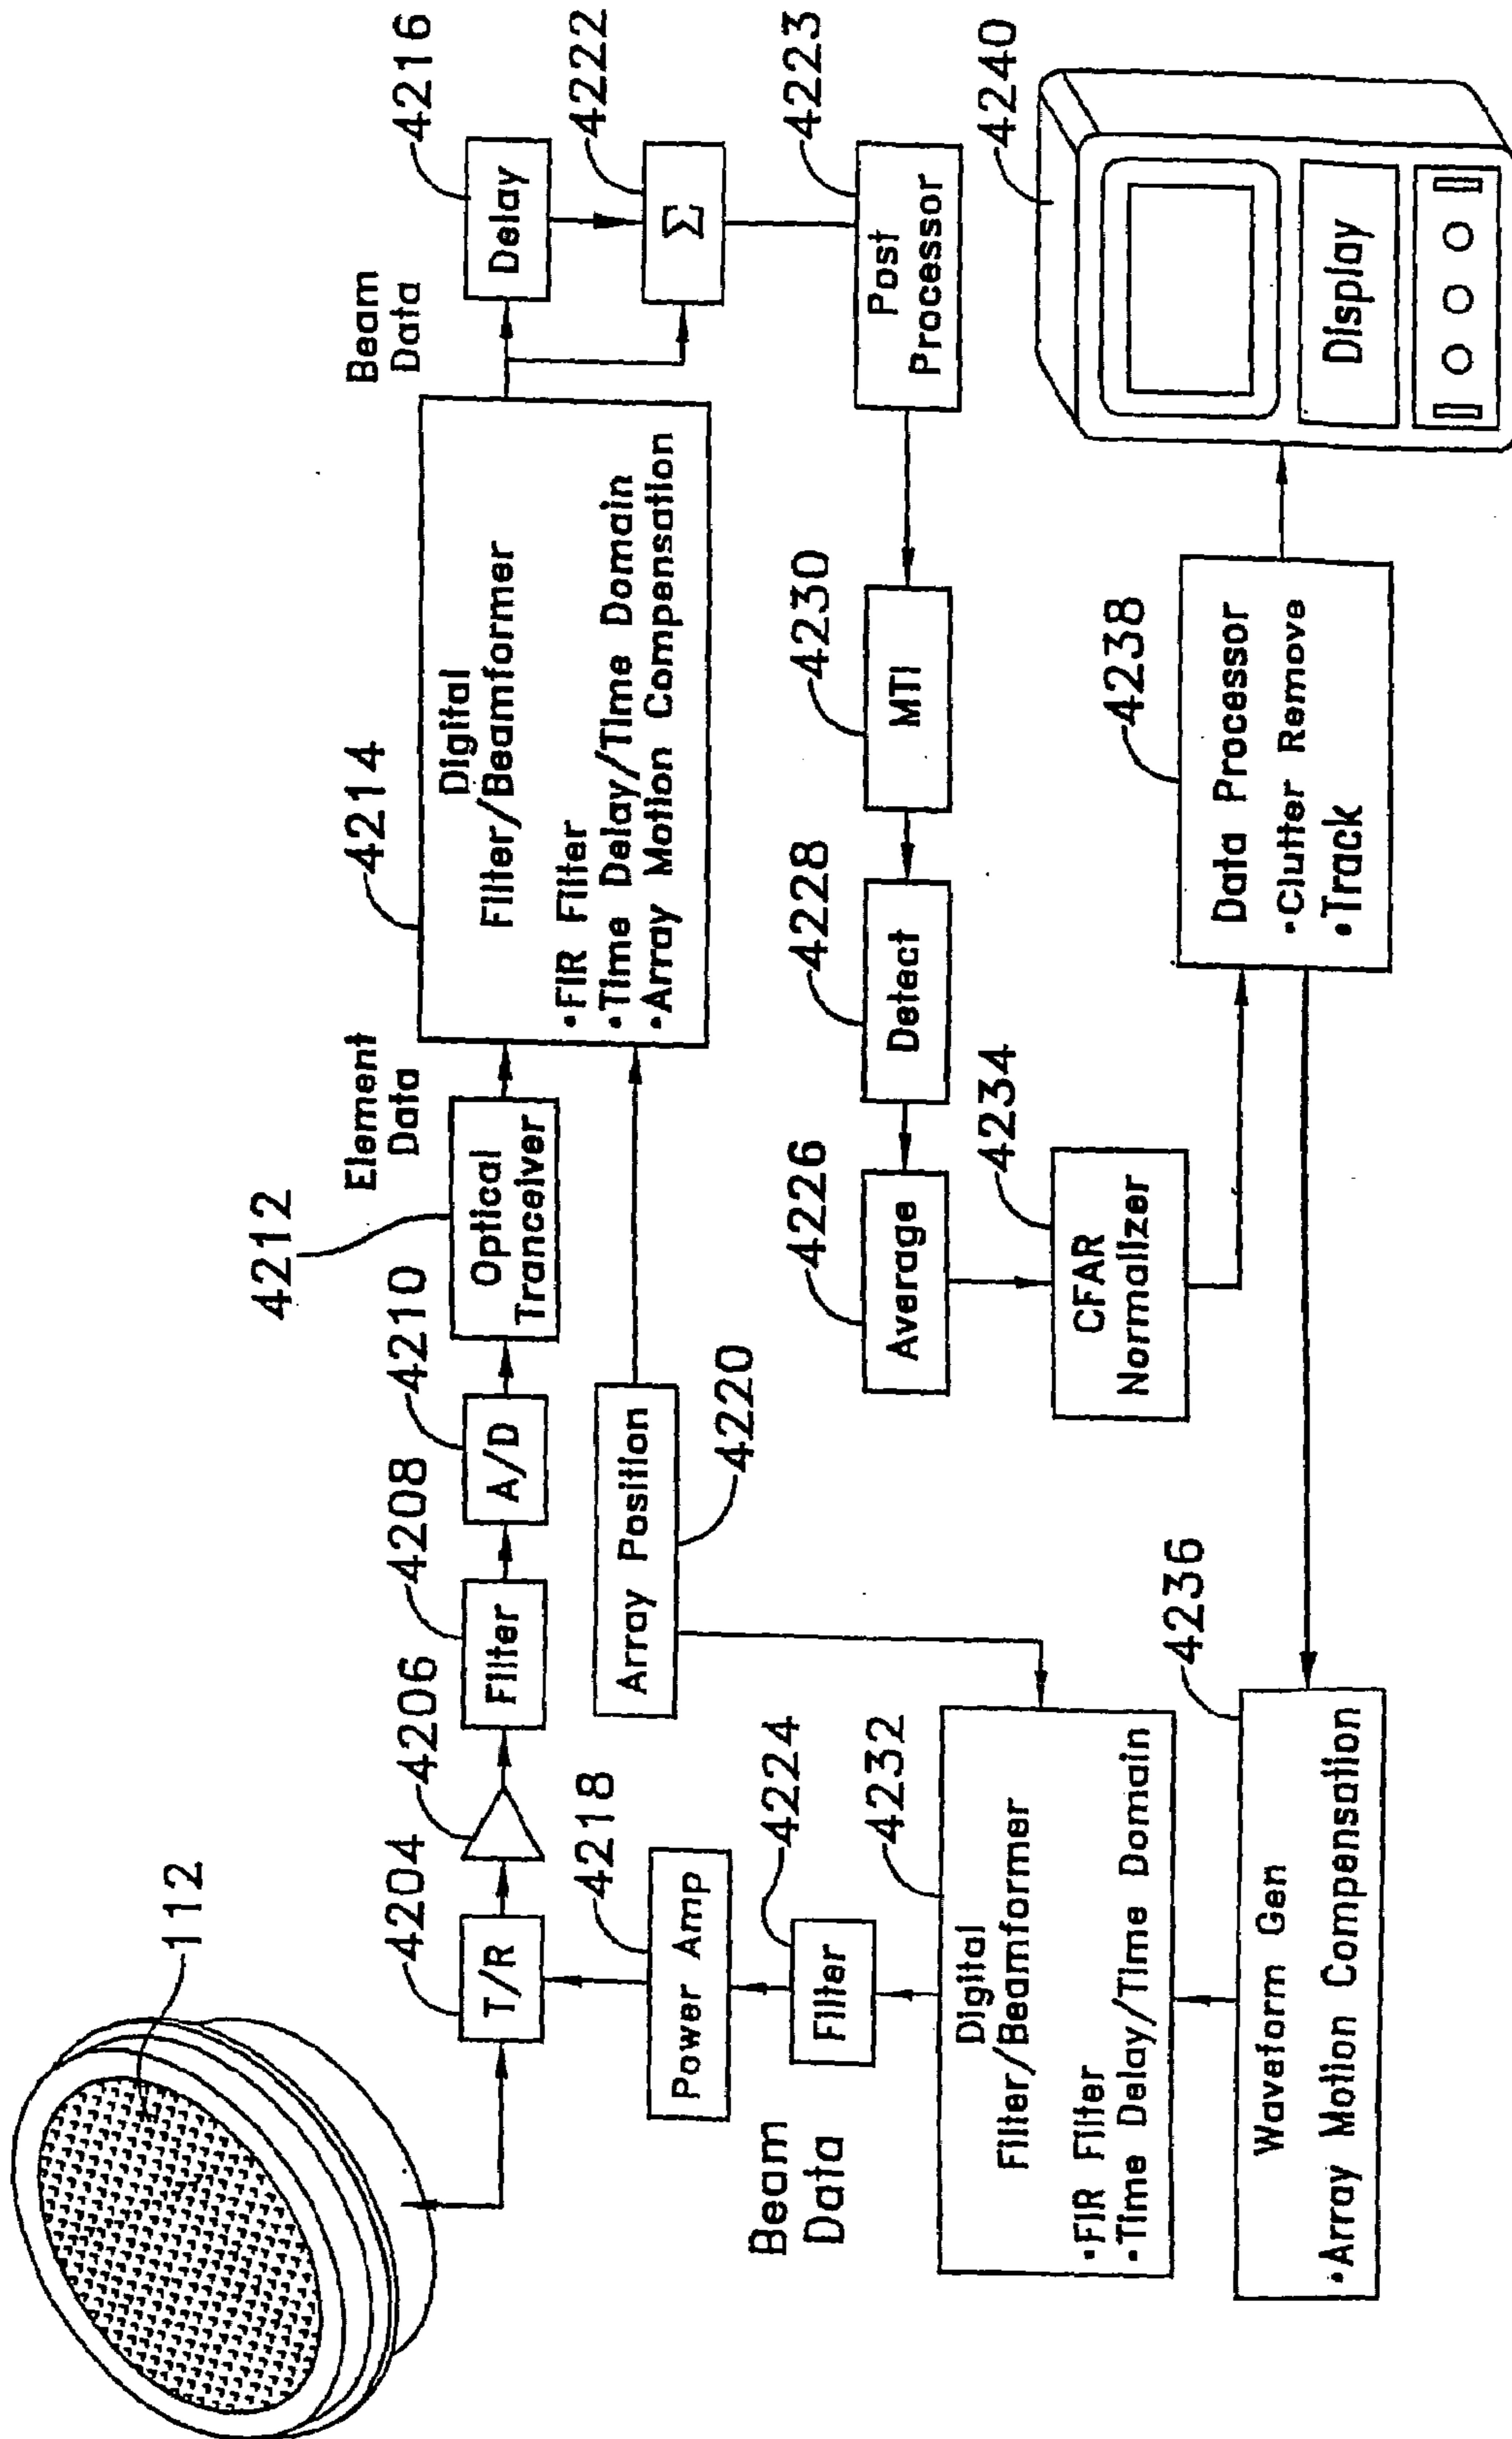 112
4204
T/R
4206
4208
Filter
4210
A/D
4212
Optical
Tranceiver
Element
Data
4214
Digital
Filter/Beamformer
•FIR Filter
•Time Delay/Time Domain
•Array Motion Compensation
Beam
Data
4216
Delay
4222
Σ
4223
Post
Processor
4220
Array Position
4218
Power Amp
4224
Filter
Beam
Data
4232
Digital
Filter/Beamformer
•FIR Filter
•Time Delay/Time Domain
4236
Waveform Gen
•Array Motion Compensation
4230
MTI
4228
Detect
4226
Average
4234
CFAR
Normalizer
4238
Data Processor
•Clutter Remove
•Track
4240
Display